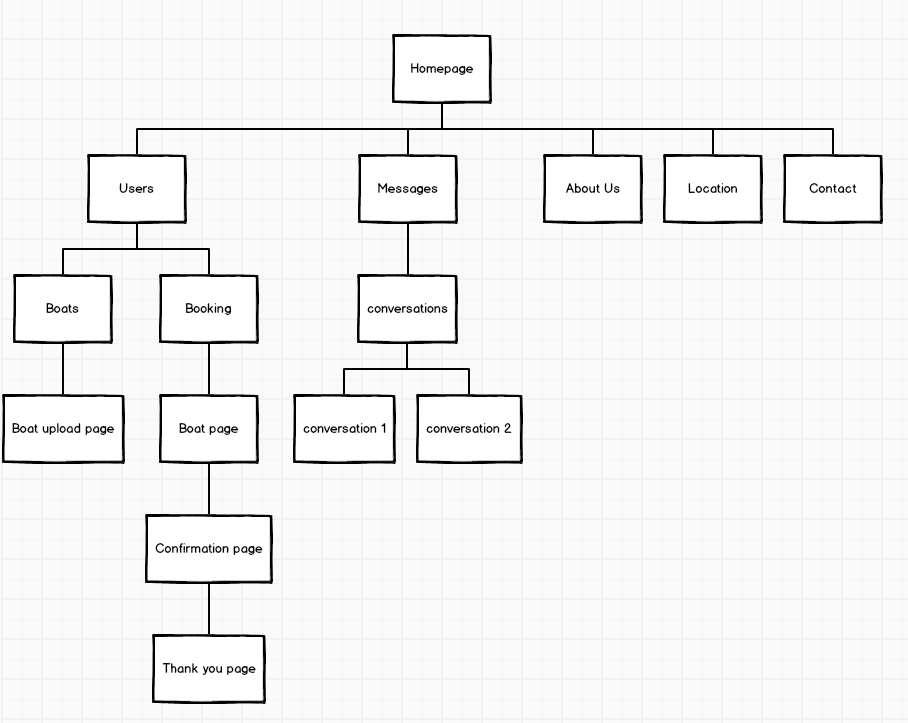 Homepage
Users
Messages
About Us
Location
Contact
Boats
Booking
conversations
Boat upload page
Boat page
conversation 1
conversation 2
Confirmation page
Thank you page